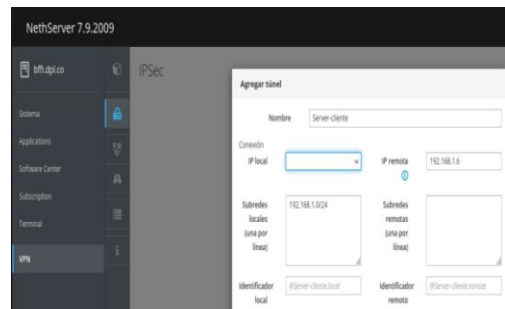 NethServer 7.9.2009
bffi.dpl.co
Sistema
Applications
Software Center
Subscription
Terminal
VPN
IPSec
Agregar túnel
Nombre
Server-cliente
Conexión
IP local
IP remota
192.168.1.6
Subredes
locales
(una por
línea)
192.168.1.0/24
Subredes
remotas
(una por
línea)
Identificador
local
@Server-cliente.local
Identificador
remoto
@Server-cliente.remote